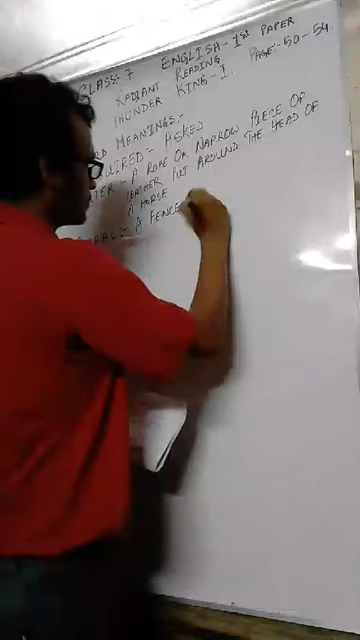 CLASS:- 7 ENGLISH - 1st PAPER
RADIANT READING PAGE:- 50-54
THUNDER KING - 1.
MEANINGS:-
ASKED
A ROPE OR NARROW PIECE OF
LEATHER PUT AROUND THE HEAD OF
A HORSE
A FENCE